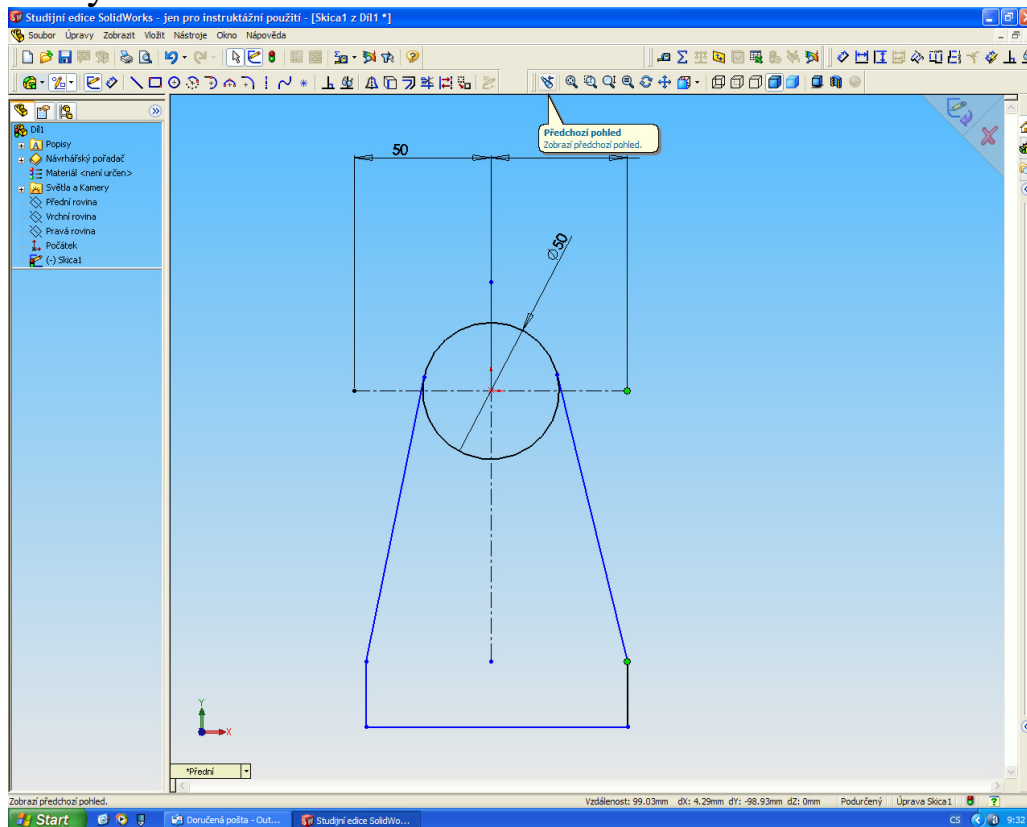 Studijní edice SolidWorks - jen pro instruktážní použití - [Skica1 z Díl1 *]
Soubor Úpravy Zobrazit Vložit Nástroje Okno Nápověda
Předchozí pohled
Zobrazí předchozí pohled.
Díl1
Popisy
Návrhářský pořadač
Materiál <není určen>
Světla a Kamery
Přední rovina
Vrchní rovina
Pravá rovina
Počátek
(-) Skica1
50
Ø50
Y
X
*Přední
Zobrazí předchozí pohled.
Vzdálenost: 99.03mm dX: 4.29mm dY: -98.93mm dZ: 0mm
Podurčený
Úprava Skica1
Start
Doručená pošta - Out...
Studijní edice SolidWo...
CS
9:32